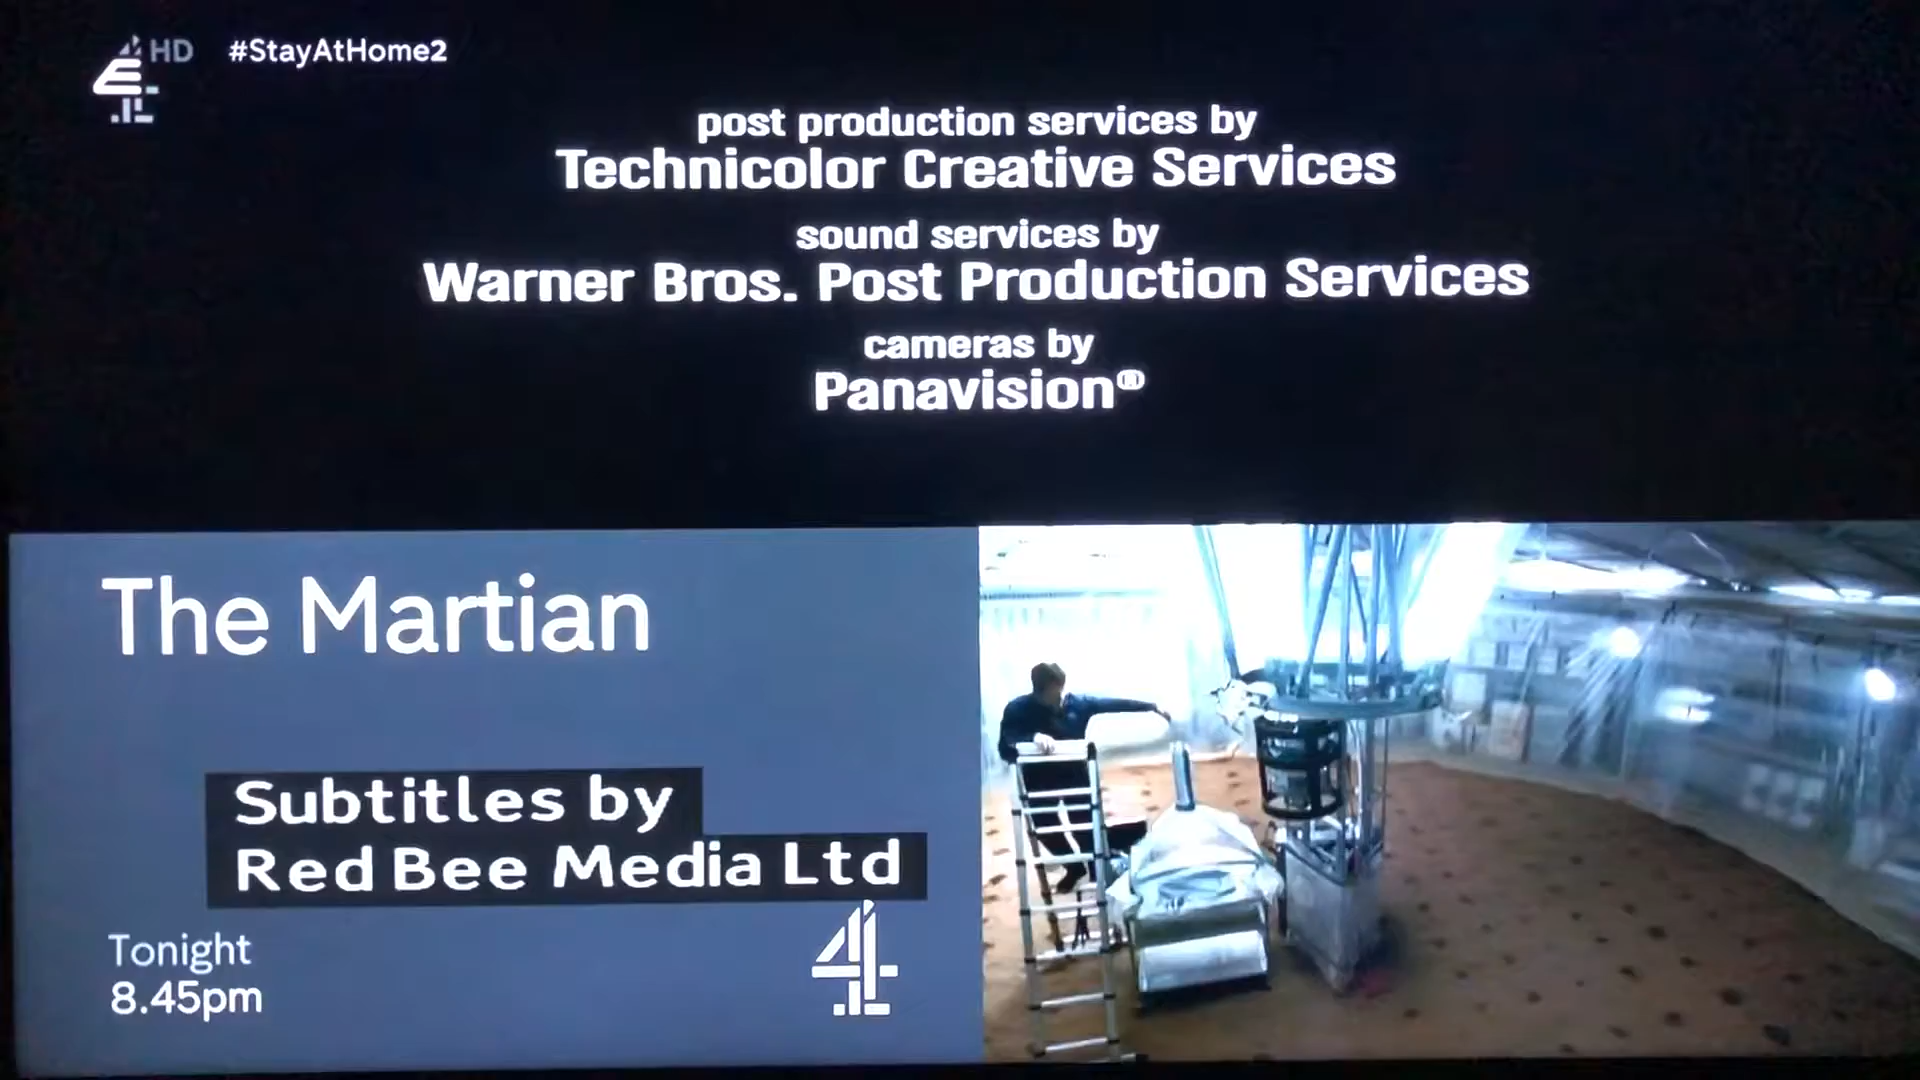 HD #StayAtHome2
post production services by
Technicolor Creative Services
sound services by
Warner Bros. Post Production Services
cameras by
Panavision®
The Martian
Subtitles by
Red Bee Media Ltd
Tonight
8.45pm
4